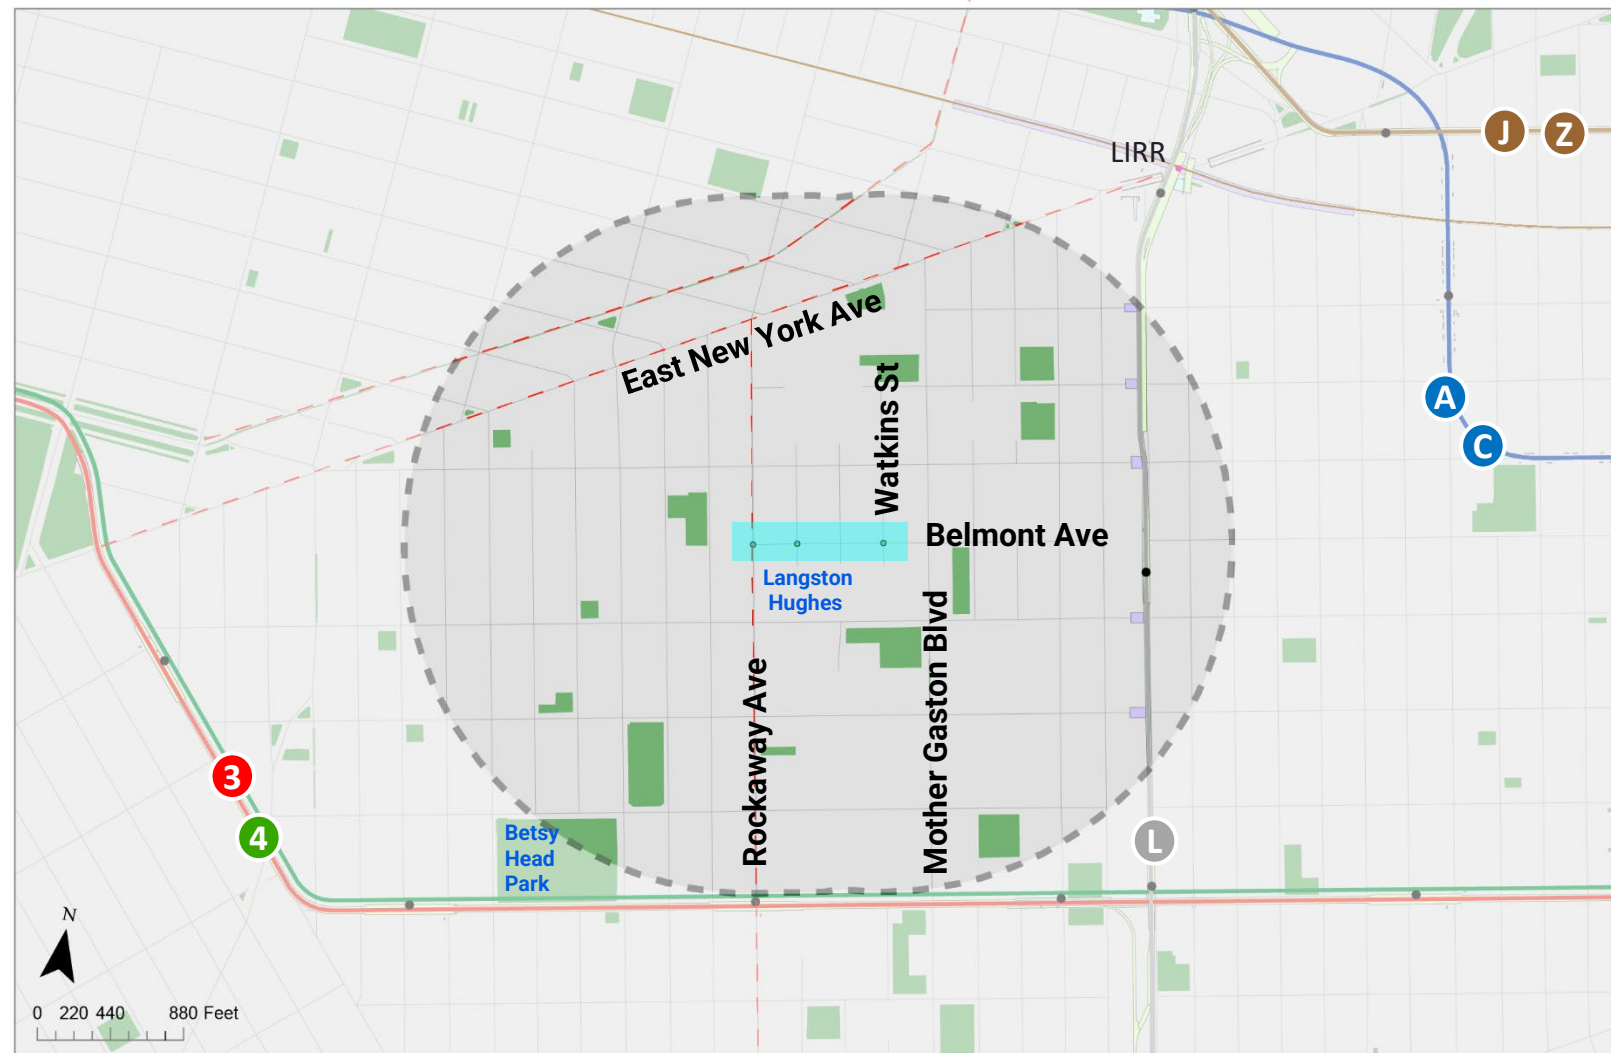 J
Z
LIRR
East New York Ave
Watkins St
A
C
Belmont Ave
Langston
Hughes
Mother Gaston Blvd
Rockaway Ave
3
4
Betsy
Head
Park
L
N
0 220 440 880 Feet